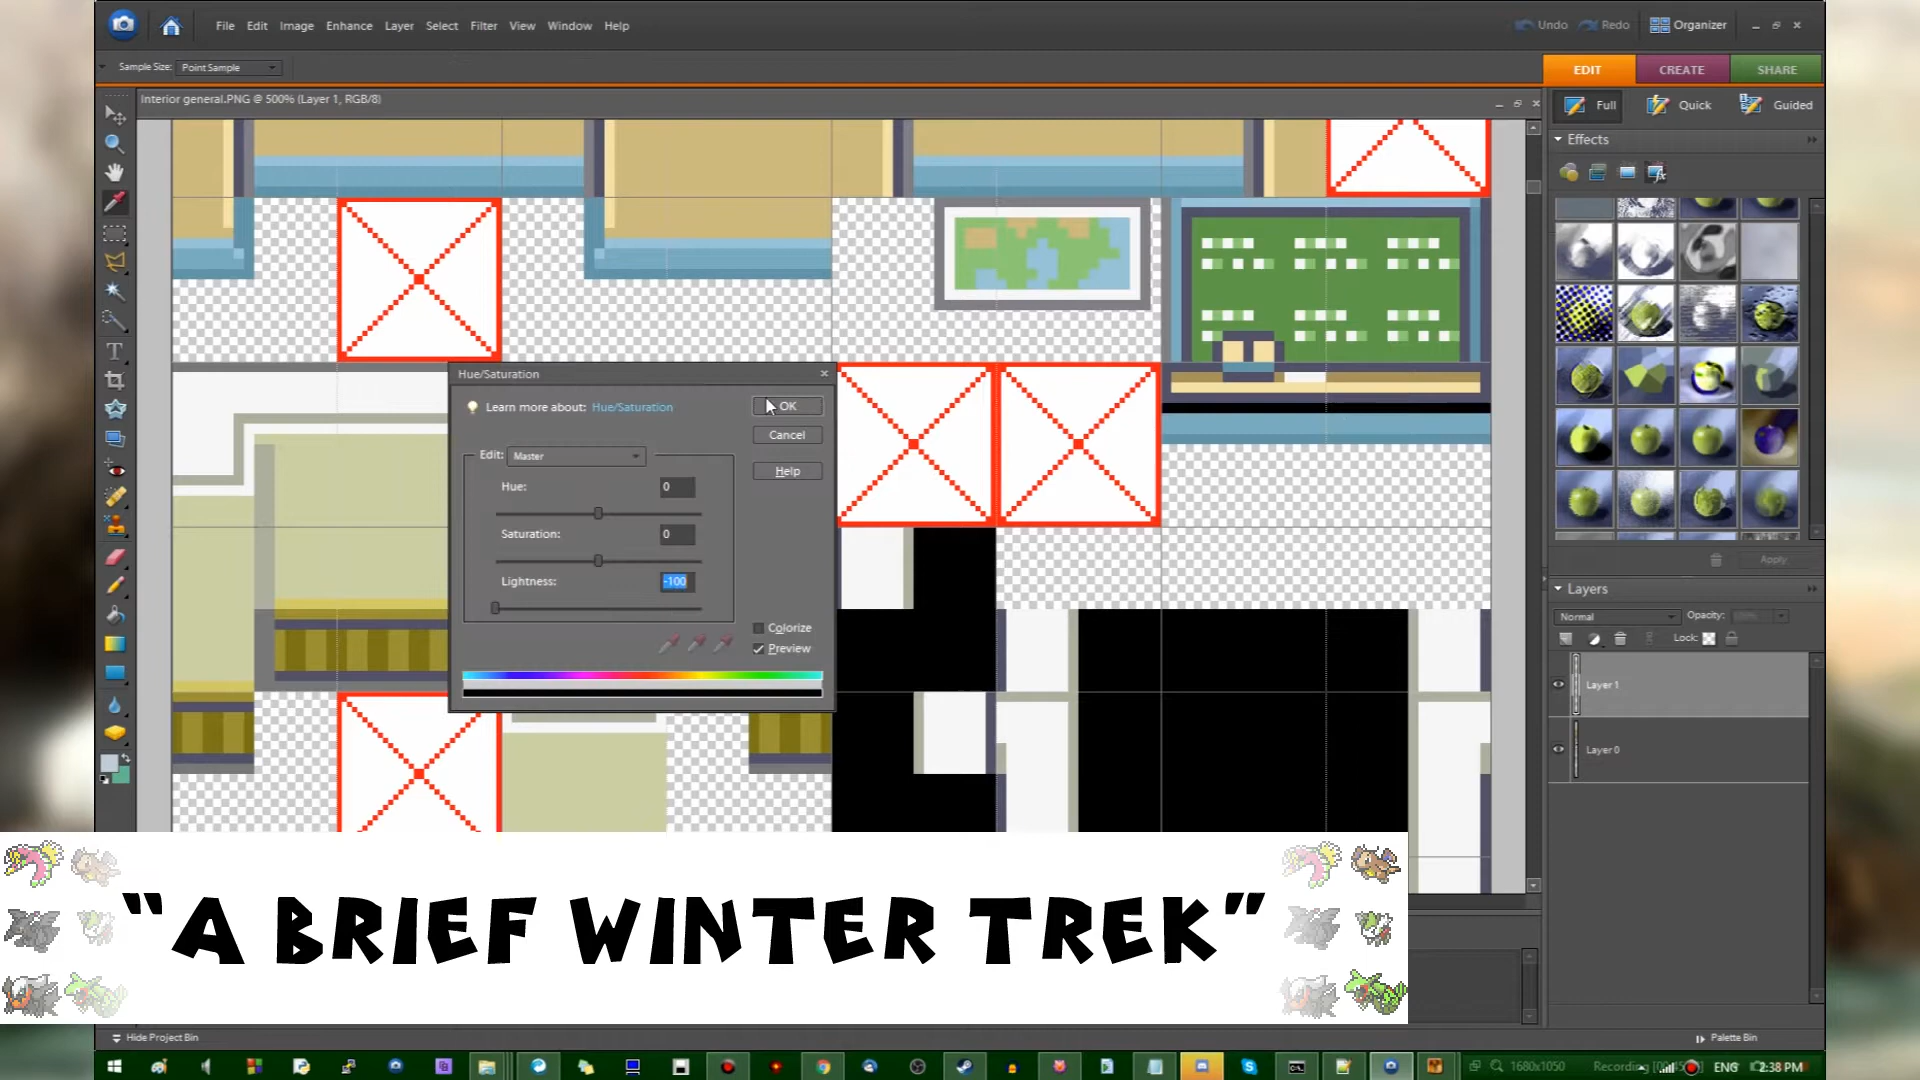 File Edit Image Enhance Layer Select Filter View Window Help
Undo Redo Organizer
Sample Size: Point Sample
EDIT CREATE SHARE
Interior general.PNG @ 500% (Layer 1, RGB/8)
Full Quick Guided
Effects
Hue/Saturation
Learn more about: Hue/Saturation
OK
Cancel
Help
Edit: Master
Hue: 0
Saturation: 0
Lightness: -100
Colorize
Preview
Apply
Layers
Normal Opacity: 100%
Lock:
Layer 1
Layer 0
“A BRIEF WINTER TREK”
Hide Project Bin
Palette Bin
1680x1050 Recording ENG 2:38 PM